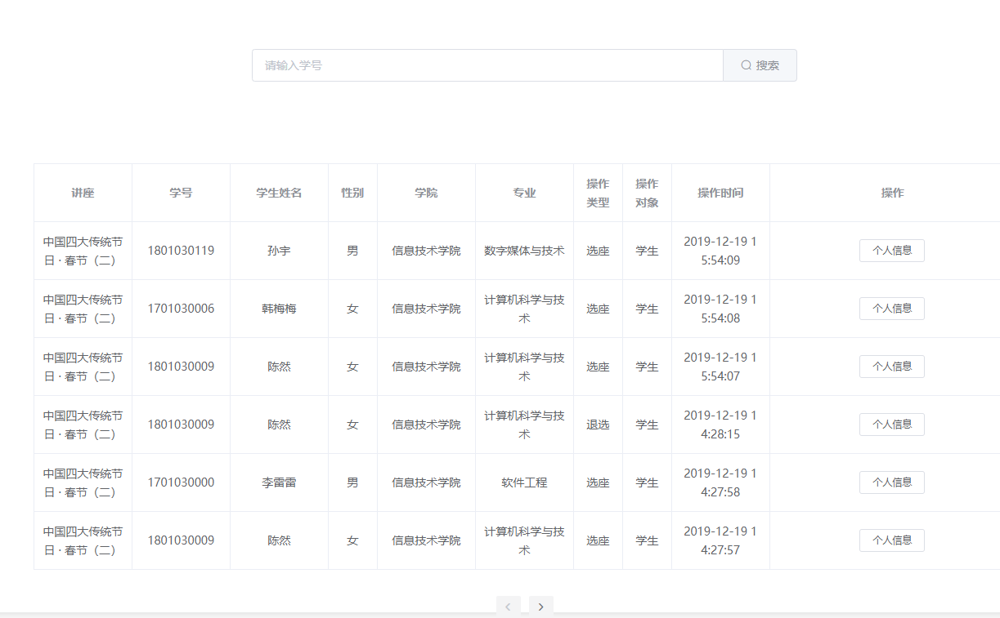 请输入学号
搜索
讲座 学号 学生姓名 性别 学院 专业 操作类型 操作对象 操作时间 操作
中国四大传统节日·春节（二） 1801030119 孙宇 男 信息技术学院 数字媒体与技术 选座 学生 2019-12-19 15:54:09 个人信息
中国四大传统节日·春节（二） 1701030006 韩梅梅 女 信息技术学院 计算机科学与技术 选座 学生 2019-12-19 15:54:08 个人信息
中国四大传统节日·春节（二） 1801030009 陈然 女 信息技术学院 计算机科学与技术 选座 学生 2019-12-19 15:54:07 个人信息
中国四大传统节日·春节（二） 1801030009 陈然 女 信息技术学院 计算机科学与技术 退选 学生 2019-12-19 14:28:15 个人信息
中国四大传统节日·春节（二） 1701030000 李雷雷 男 信息技术学院 软件工程 选座 学生 2019-12-19 14:27:58 个人信息
中国四大传统节日·春节（二） 1801030009 陈然 女 信息技术学院 计算机科学与技术 选座 学生 2019-12-19 14:27:57 个人信息